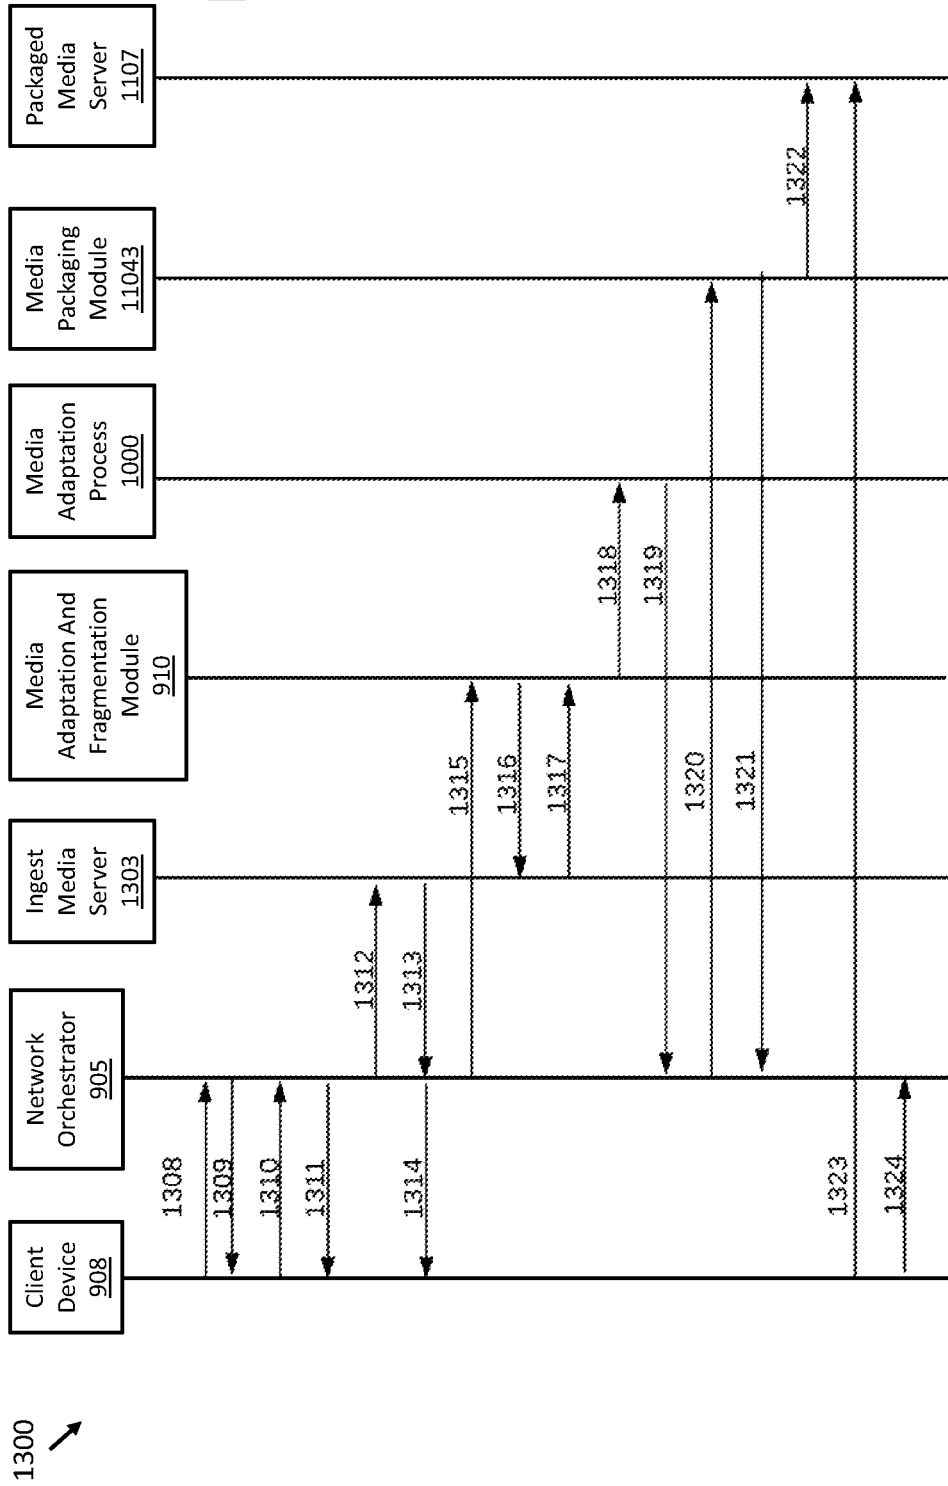 1300
Client
Device
908
Network
Orchestrator
905
Ingest
Media
Server
1303
Media
Adaptation And
Fragmentation
Module
910
Media
Adaptation
Process
1000
Media
Packaging
Module
11043
Packaged
Media
Server
1107
1308
1309
1310
1311
1312
1313
1314
1315
1316
1317
1318
1319
1320
1321
1322
1323
1324